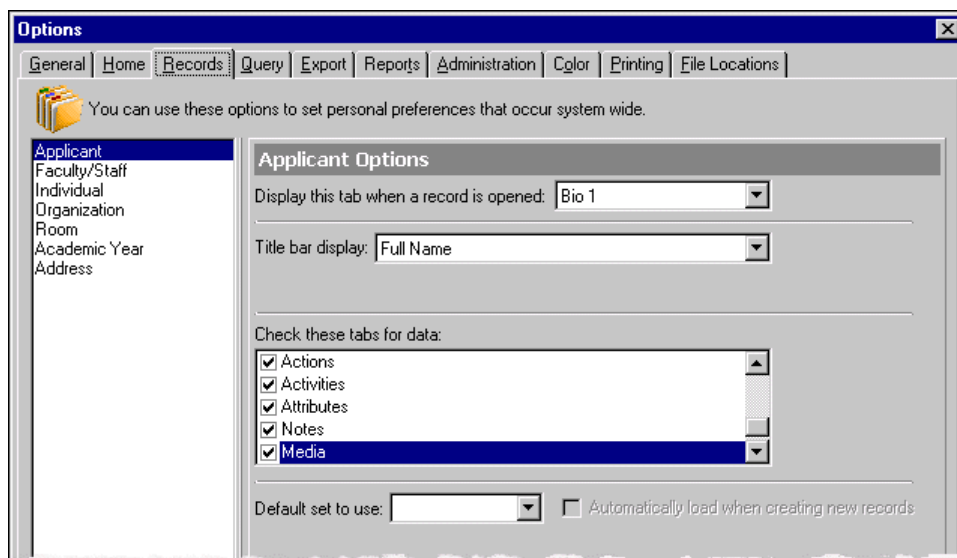 Options
General Home Records Query Export Reports Administration Color Printing File Locations
You can use these options to set personal preferences that occur system wide.
Applicant
Faculty/Staff
Individual
Organization
Room
Academic Year
Address
Applicant Options
Display this tab when a record is opened: Bio 1
Title bar display: Full Name
Check these tabs for data:
Actions
Activities
Attributes
Notes
Media
Default set to use: Automatically load when creating new records